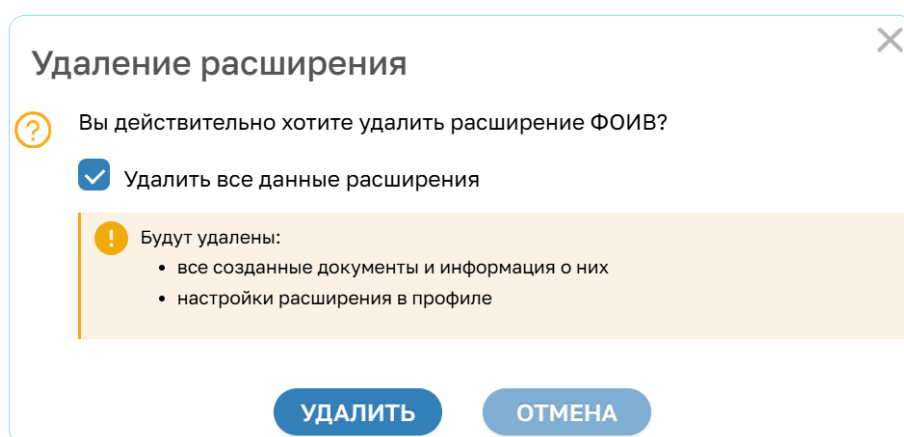 Удаление расширения
Вы действительно хотите удалить расширение ФОИВ?
Удалить все данные расширения
Будут удалены:
• все созданные документы и информация о них
• настройки расширения в профиле
УДАЛИТЬ ОТМЕНА